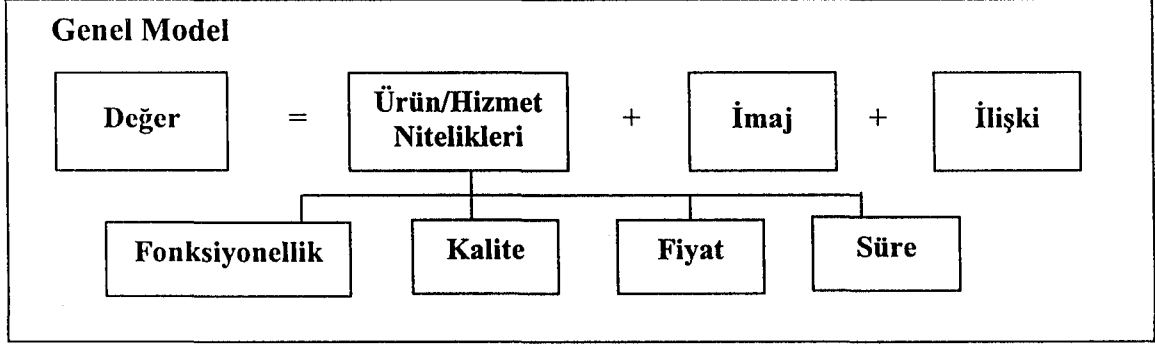 Genel Model
Değer = Ürün/Hizmet Nitelikleri + İmaj + İlişki
Fonksiyonellik Kalite Fiyat Süre